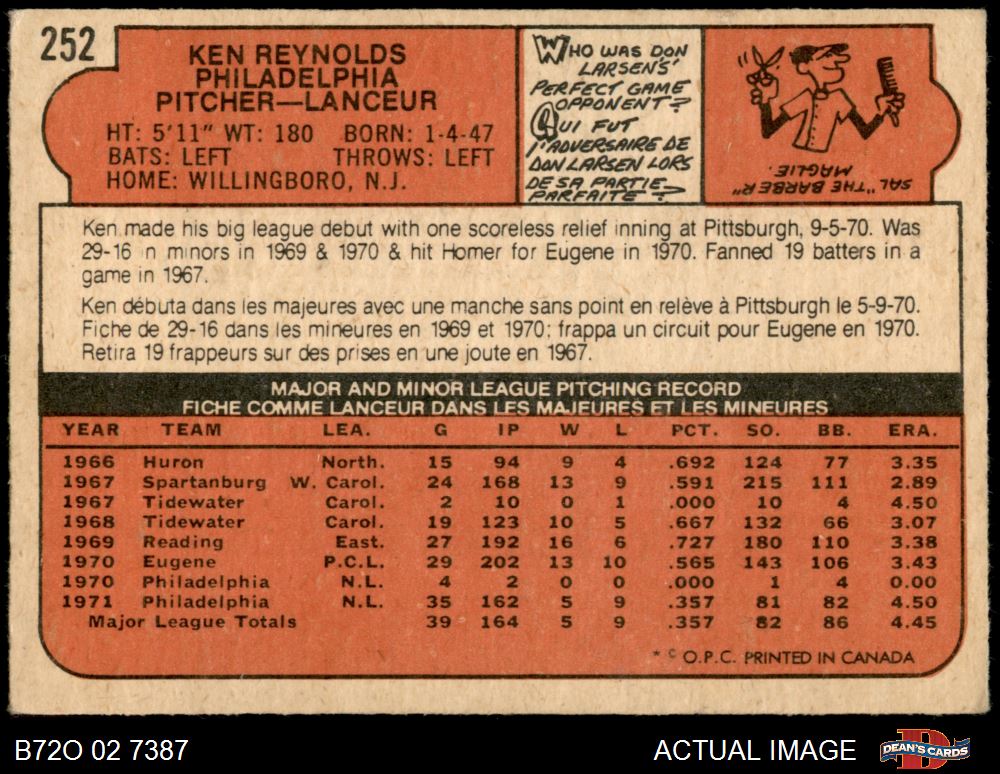 252
KEN REYNOLDS
PHILADELPHIA
PITCHER—LANCEUR
HT: 5'11" WT: 180 BORN: 1-4-47
BATS: LEFT THROWS: LEFT
HOME: WILLINGBORO, N.J.
WHO WAS DON
LARSENS'
PERFECT GAME
OPPONENT?
QUI FUT
l'ADVERSAIRE DE
DON LARSEN LORS
DE SA PARTIE
PARFAITE?
SAL "THE BARBER"
MAGLIE.
Ken made his big league debut with one scoreless relief inning at Pittsburgh, 9-5-70. Was
29-16 in minors in 1969 & 1970 & hit Homer for Eugene in 1970. Fanned 19 batters in a
game in 1967.
Ken débuta dans les majeures avec une manche sans point en relève à Pittsburgh le 5-9-70.
Fiche de 29-16 dans les mineures en 1969 et 1970; frappa un circuit pour Eugene en 1970.
Retira 19 frappeurs sur des prises en une joute en 1967.
MAJOR AND MINOR LEAGUE PITCHING RECORD
FICHE COMME LANCEUR DANS LES MAJEURES ET LES MINEURES
YEAR TEAM LEA. G IP W L PCT. SO. BB. ERA.
1966 Huron North. 15 94 9 4 .692 124 77 3.35
1967 Spartanburg W. Carol. 24 168 13 9 .591 215 111 2.89
1967 Tidewater Carol. 2 10 0 1 .000 10 4 4.50
1968 Tidewater Carol. 19 123 10 5 .667 132 66 3.07
1969 Reading East. 27 192 16 6 .727 180 110 3.38
1970 Eugene P.C.L. 29 202 13 10 .565 143 106 3.43
1970 Philadelphia N.L. 4 2 0 0 .000 1 4 0.00
1971 Philadelphia N.L. 35 162 5 9 .357 81 82 4.50
Major League Totals 39 164 5 9 .357 82 86 4.45
* © O.P.C. PRINTED IN CANADA
B72O 02 7387 ACTUAL IMAGE DEAN'S CARDS